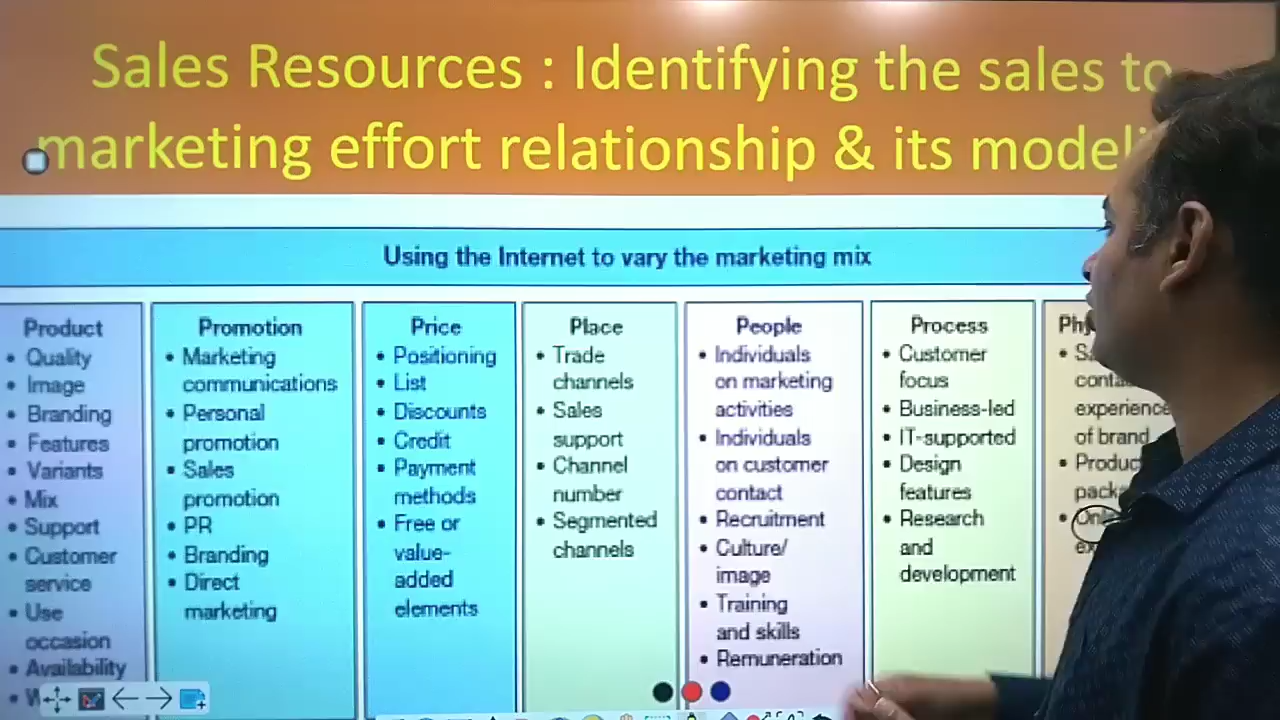 Sales Resources : Identifying the sales to
marketing effort relationship & its
Using the Internet to vary the marketing mix
Product
• Quality
• Image
• Branding
• Features
• Variants
• Mix
• Support
• Customer
service
• Use
occasion
• Availability
Promotion
• Marketing
communications
• Personal
promotion
• Sales
promotion
• PR
• Branding
• Direct
marketing
Price
• Positioning
• List
• Discounts
• Credit
• Payment
methods
• Free or
value-
added
elements
Place
• Trade
channels
• Sales
support
• Channel
number
• Segmented
channels
People
• Individuals
on marketing
activities
• Individuals
on customer
contact
• Recruitment
• Culture/
image
• Training
and skills
• Remuneration
Process
• Customer
focus
• Business-led
• IT-supported
• Design
features
• Research
and
development
experience
of brand